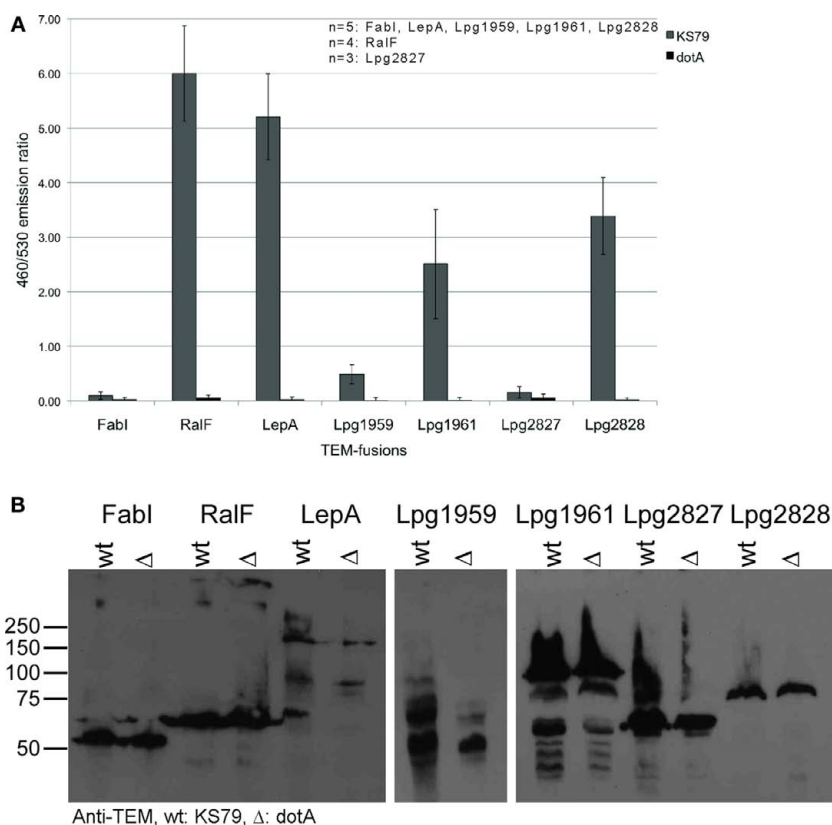 A
n=5: FabI, LepA, Lpg1959, Lpg1961, Lpg2828
n=4: RalF
n=3: Lpg2827
KS79
dotA
7.00
6.00
5.00
4.00
3.00
2.00
1.00
0.00
460/530 emission ratio
FabI RalF LepA Lpg1959 Lpg1961 Lpg2827 Lpg2828
TEM-fusions
B
FabI RalF LepA Lpg1959 Lpg1961 Lpg2827 Lpg2828
wt Δ wt Δ wt Δ wt Δ wt Δ wt Δ wt Δ
250
150
100
75
50
Anti-TEM, wt: KS79, Δ: dotA